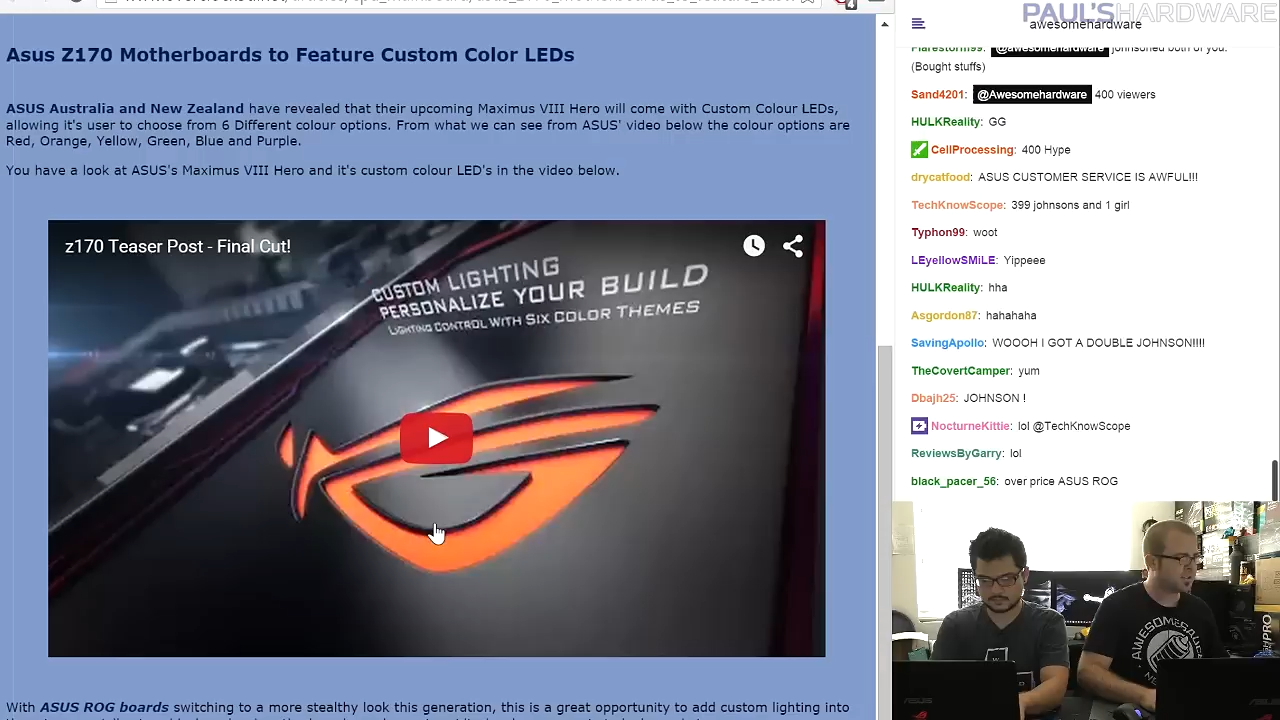 PAUL'SHARDWARE
awesomehardware
Asus Z170 Motherboards to Feature Custom Color LEDs
ASUS Australia and New Zealand have revealed that their upcoming Maximus VIII Hero will come with Custom Colour LEDs,
allowing it's user to choose from 6 Different colour options. From what we can see from ASUS' video below the colour options are
Red, Orange, Yellow, Green, Blue and Purple.
You have a look at ASUS's Maximus VIII Hero and it's custom colour LED's in the video below.
z170 Teaser Post - Final Cut!
CUSTOM LIGHTING
PERSONALIZE YOUR BUILD
LIGHTING CONTROL WITH SIX COLOR THEMES
With ASUS ROG boards switching to a more stealthy look this generation, this is a great opportunity to add custom lighting into
Flarestorm99: @awesomehardware johnsoned both of you.
(Bought stuffs)
Sand4201: @Awesomehardware 400 viewers
HULKReality: GG
CellProcessing: 400 Hype
drycatfood: ASUS CUSTOMER SERVICE IS AWFUL!!!
TechKnowScope: 399 johnsons and 1 girl
Typhon99: woot
LEyellowSMiLE: Yippeee
HULKReality: hha
Asgordon87: hahahaha
SavingApollo: WOOOH I GOT A DOUBLE JOHNSON!!!!
TheCovertCamper: yum
Dbajh25: JOHNSON !
NocturneKittie: lol @TechKnowScope
ReviewsByGarry: lol
black_pacer_56: over price ASUS ROG
AWESOMESAUCE